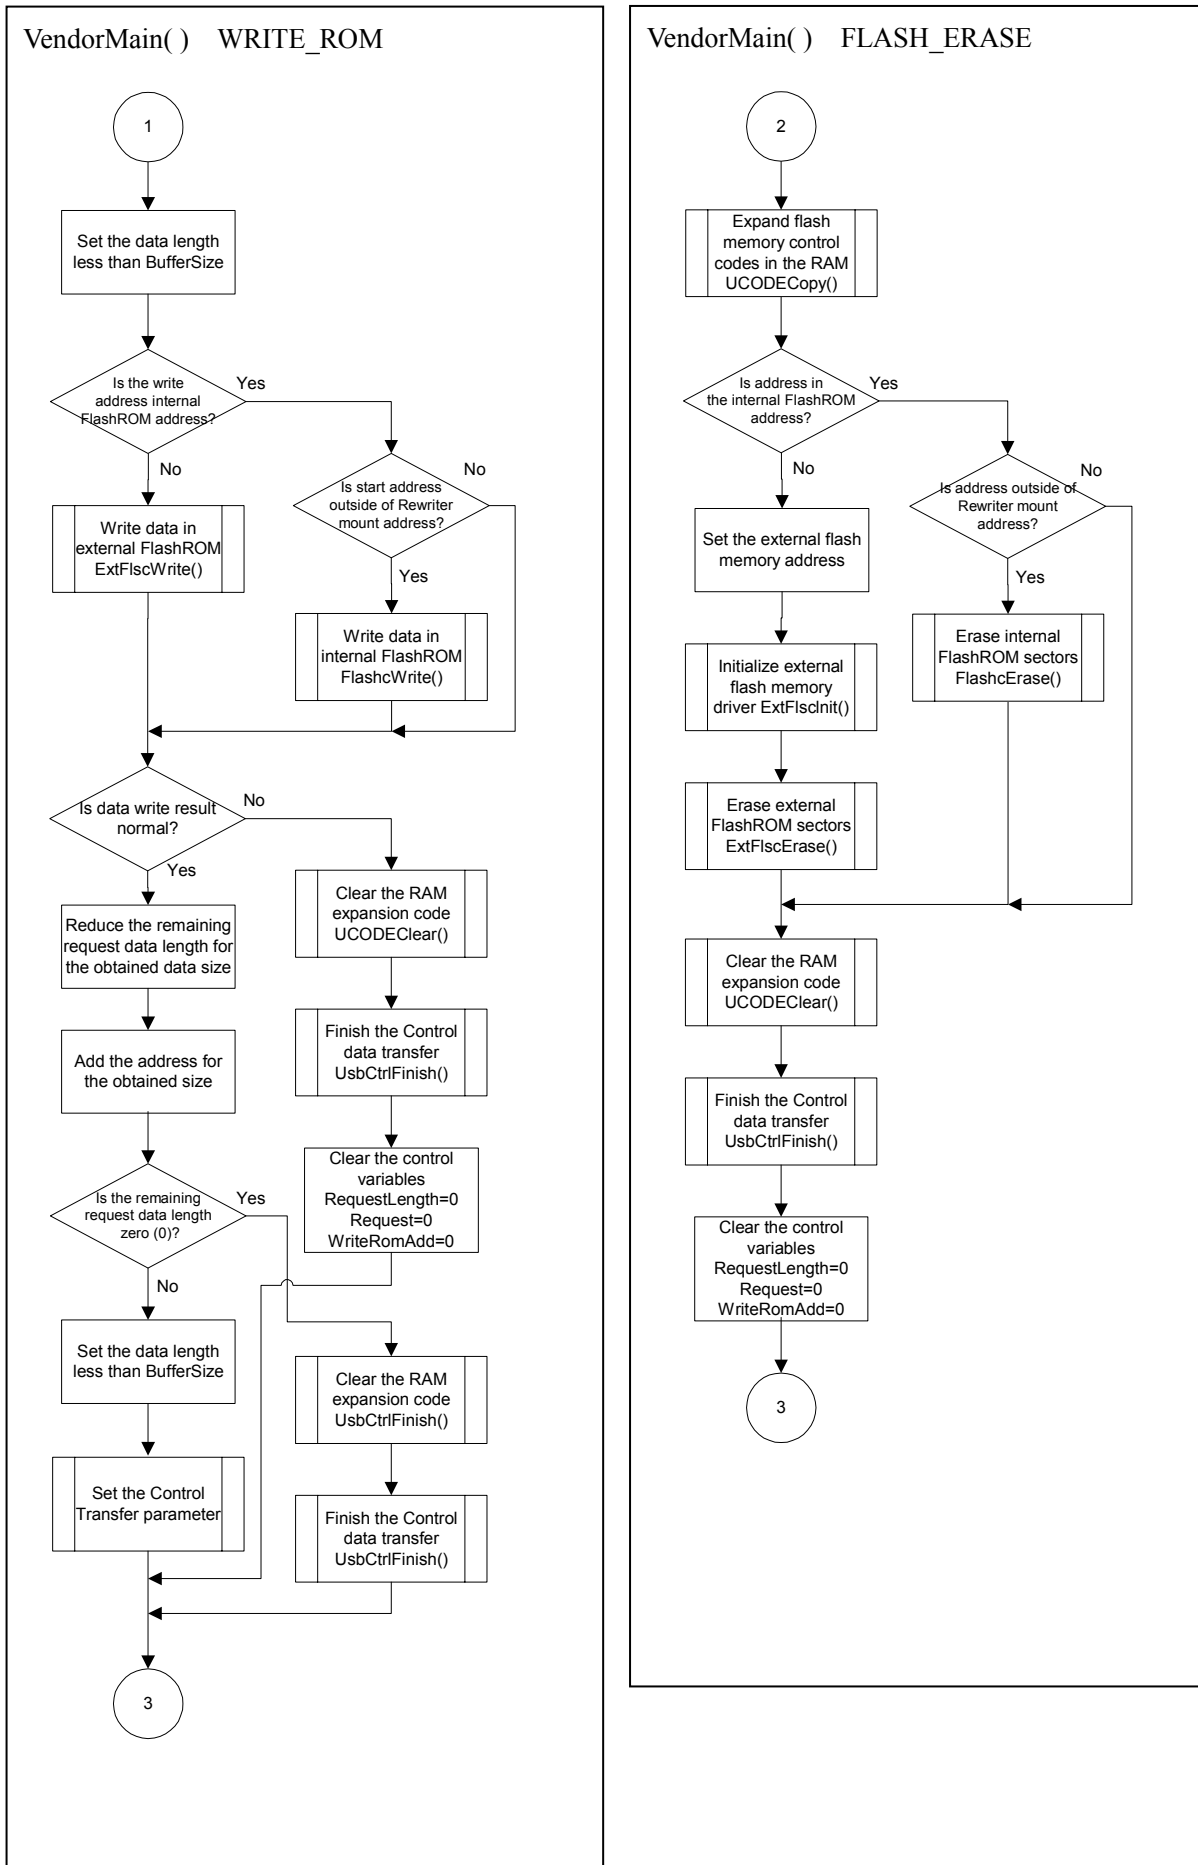 VendorMain( ) WRITE_ROM
1
Set the data length
less than BufferSize
Is the write
address internal
FlashROM address?
Yes
No
Is start address
outside of Rewriter
mount address?
No
Yes
Write data in
external FlashROM
ExtFlscWrite()
Write data in
internal FlashROM
FlashcWrite()
Is data write result
normal?
No
Yes
Clear the RAM
expansion code
UCODEClear()
Reduce the remaining
request data length for
the obtained data size
Finish the Control
data transfer
UsbCtrlFinish()
Add the address for
the obtained size
Clear the control
variables
RequestLength=0
Request=0
WriteRomAdd=0
Is the remaining
request data length
zero (0)?
Yes
No
Set the data length
less than BufferSize
Clear the RAM
expansion code
UsbCtrlFinish()
Set the Control
Transfer parameter
Finish the Control
data transfer
UsbCtrlFinish()
3
VendorMain( ) FLASH_ERASE
2
Expand flash
memory control
codes in the RAM
UCODECopy()
Is address in
the internal FlashROM
address?
Yes
No
Is address outside of
Rewriter mount
address?
No
Yes
Set the external flash
memory address
Erase internal
FlashROM sectors
FlashcErase()
Initialize external
flash memory
driver ExtFlscInit()
Erase external
FlashROM sectors
ExtFlscErase()
Clear the RAM
expansion code
UCODEClear()
Finish the Control
data transfer
UsbCtrlFinish()
Clear the control
variables
RequestLength=0
Request=0
WriteRomAdd=0
3